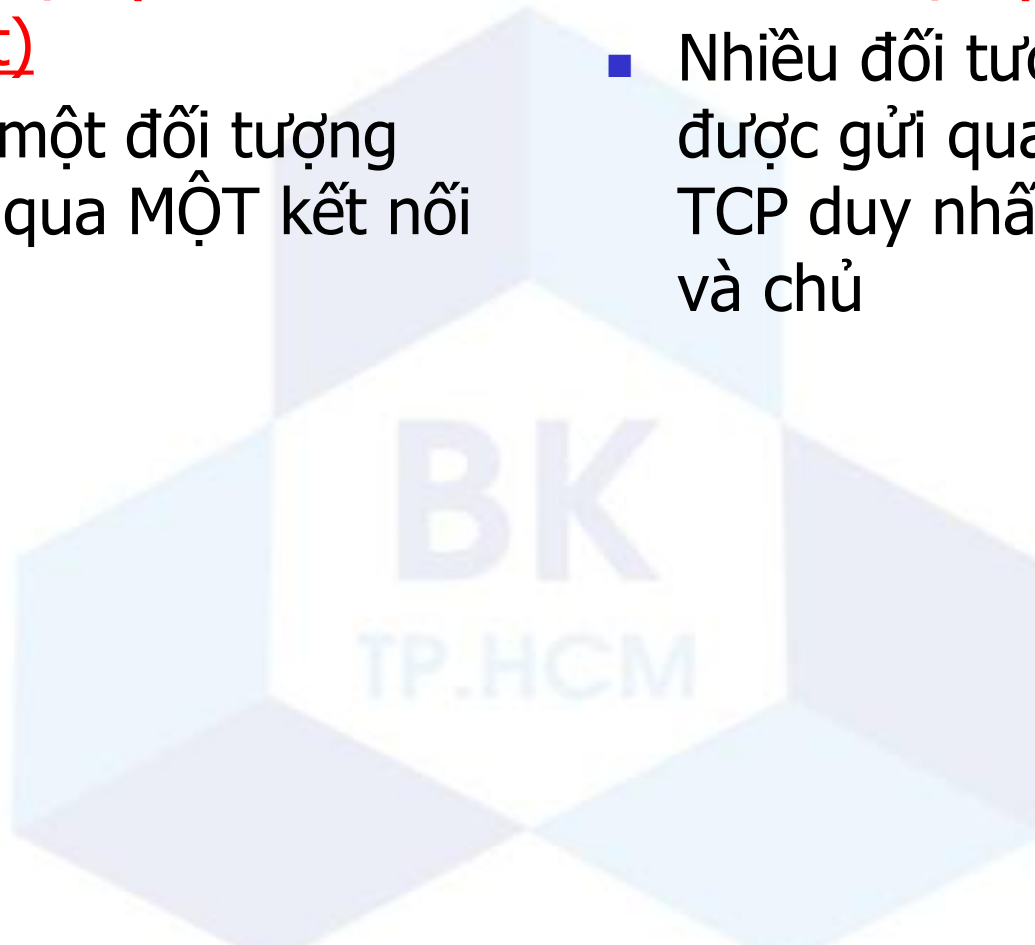 t)
một đối tượng
qua MỘT kết nối
Nhiều đối
được gửi
TCP duy
và chủ
BK
TP.HCM